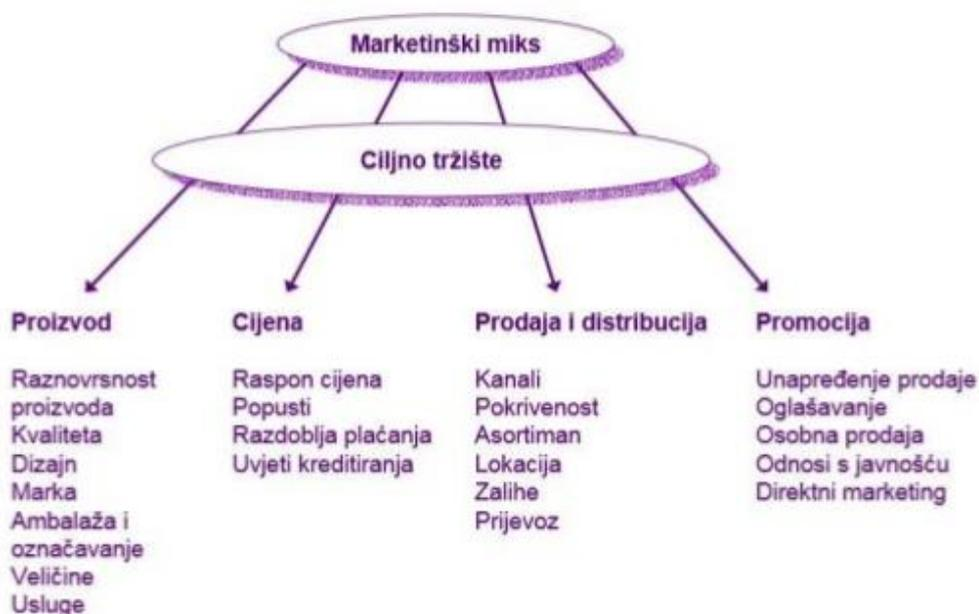 Marketinški miks
Ciljno tržište
Proizvod
Raznovrsnost
proizvoda
Kvaliteta
Dizajn
Marka
Ambalaža i
označavanje
Veličine
Usluge
Cijena
Raspon cijena
Popusti
Razdoblja plaćanja
Uvjeti kreditiranja
Prodaja i distribucija
Kanali
Pokrivenost
Asortiman
Lokacija
Zalihe
Prijevoz
Promocija
Unapređenje prodaje
Oglašavanje
Osobna prodaja
Odnosi s javnošću
Direktni marketing